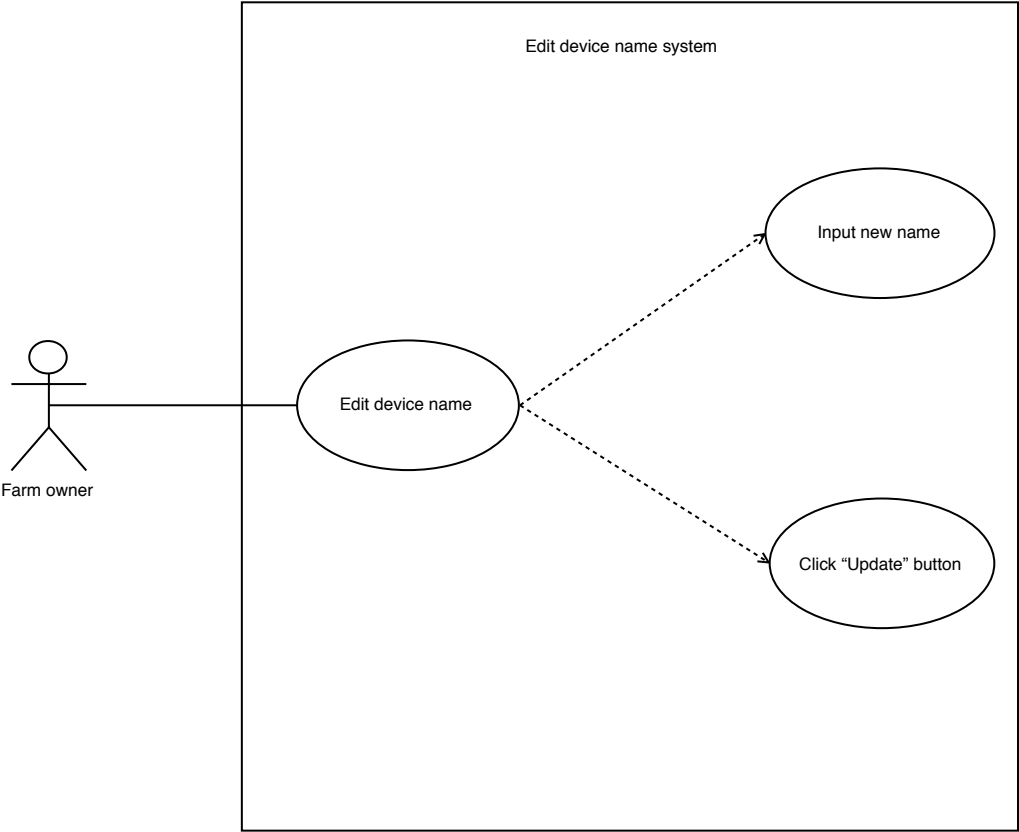 Edit device name system
Input new name
Edit device name
Farm owner
Click “Update” button